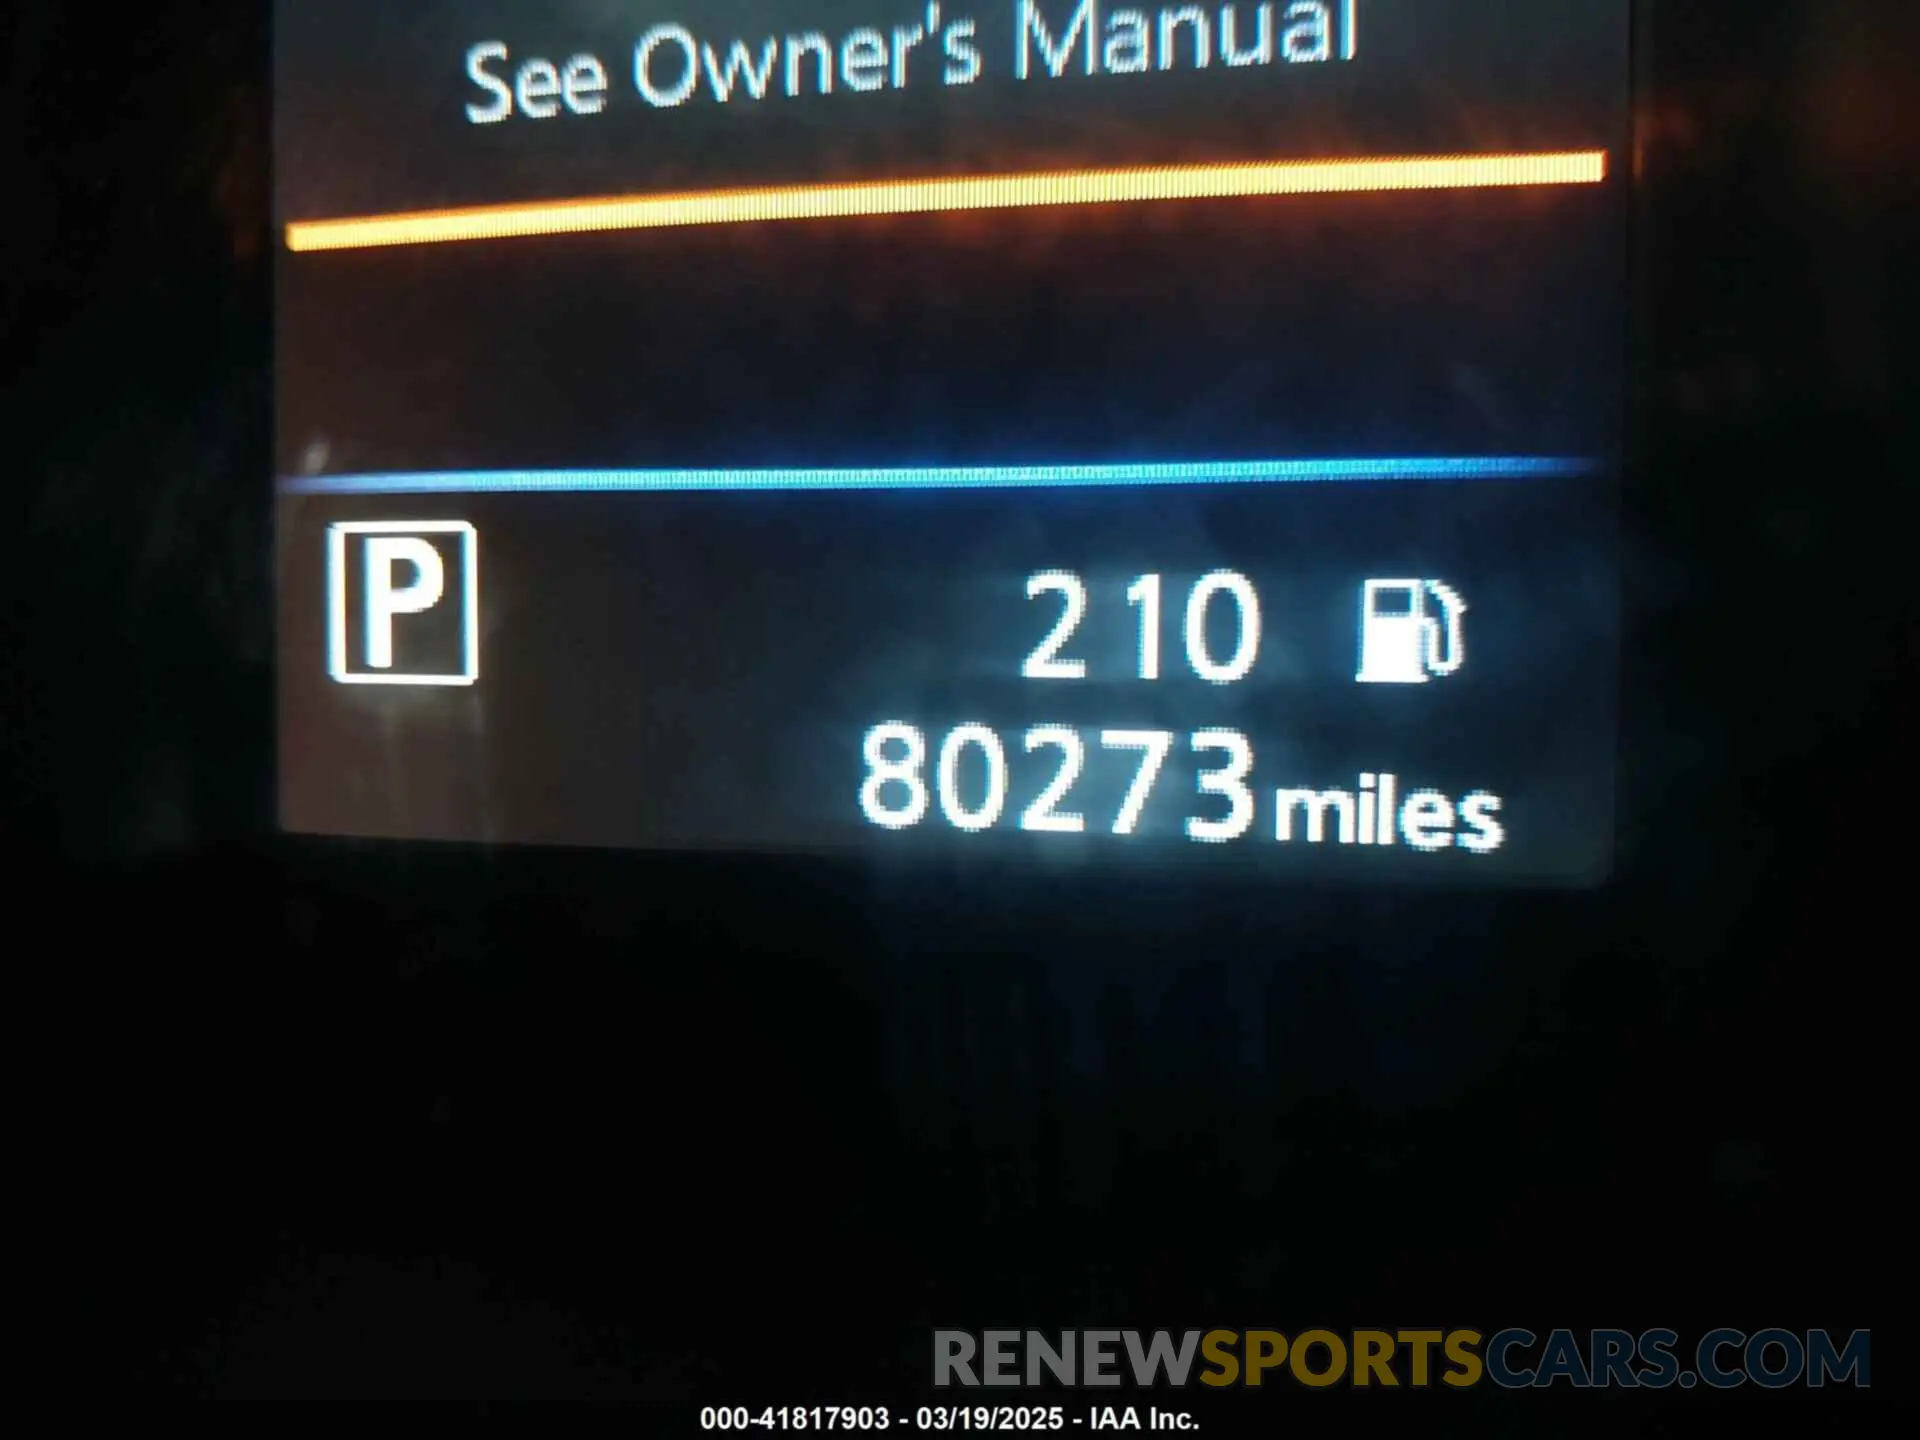 See Owner's Manual
P
210
80273 miles
RENEWSPORTSCARS.COM
000-41817903 - 03/19/2025 - IAA Inc.